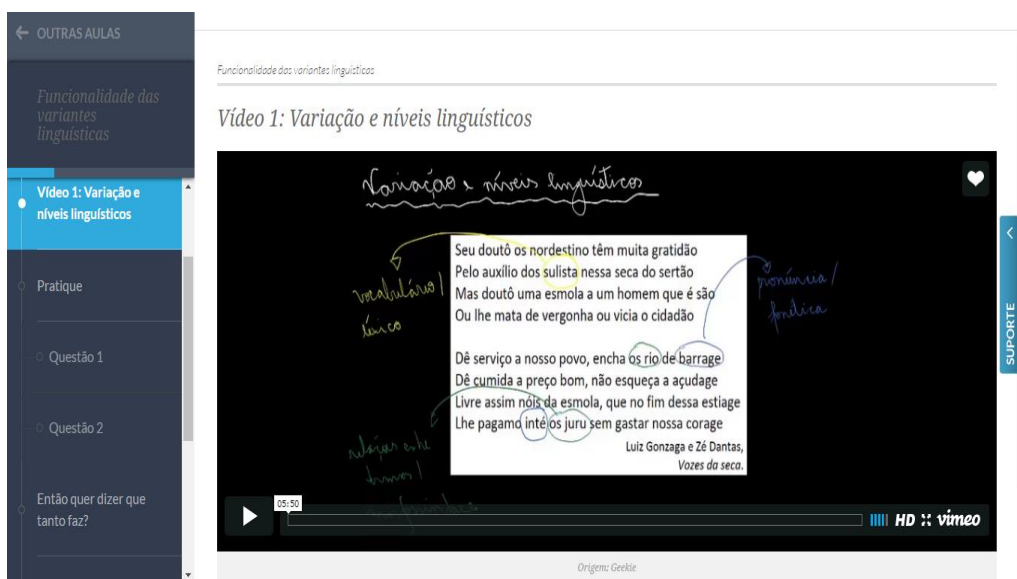 OUTRAS AULAS
Funcionalidade das
variantes
linguísticas
Vídeo 1: Variação e
níveis linguísticos
Pratique
Questão 1
Questão 2
Então quer dizer que
tanto faz?
Funcionalidade das variantes linguísticas
Vídeo 1: Variação e níveis linguísticos
Variação e níveis linguísticos
Seu doutô os nordestino têm muita gratidão
Pelo auxílio dos sulista nessa seca do sertão
Mas doutô uma esmola a um homem que é são
Ou lhe mata de vergonha ou vicia o cidadão
Dê serviço a nosso povo, encha os rio de barrage
Dê cumida a preço bom, não esqueça a açudage
Livre assim nóis da esmola, que no fim dessa estiage
Lhe pagamo inté os juru sem gastar nossa corage
Luiz Gonzaga e Zé Dantas,
Vozes da seca.
vocabulário/
léxico
pronúncia/
fonética
relações entre
termos/
05:50
HD vimeo
Origem: Geekie
SUPORTE